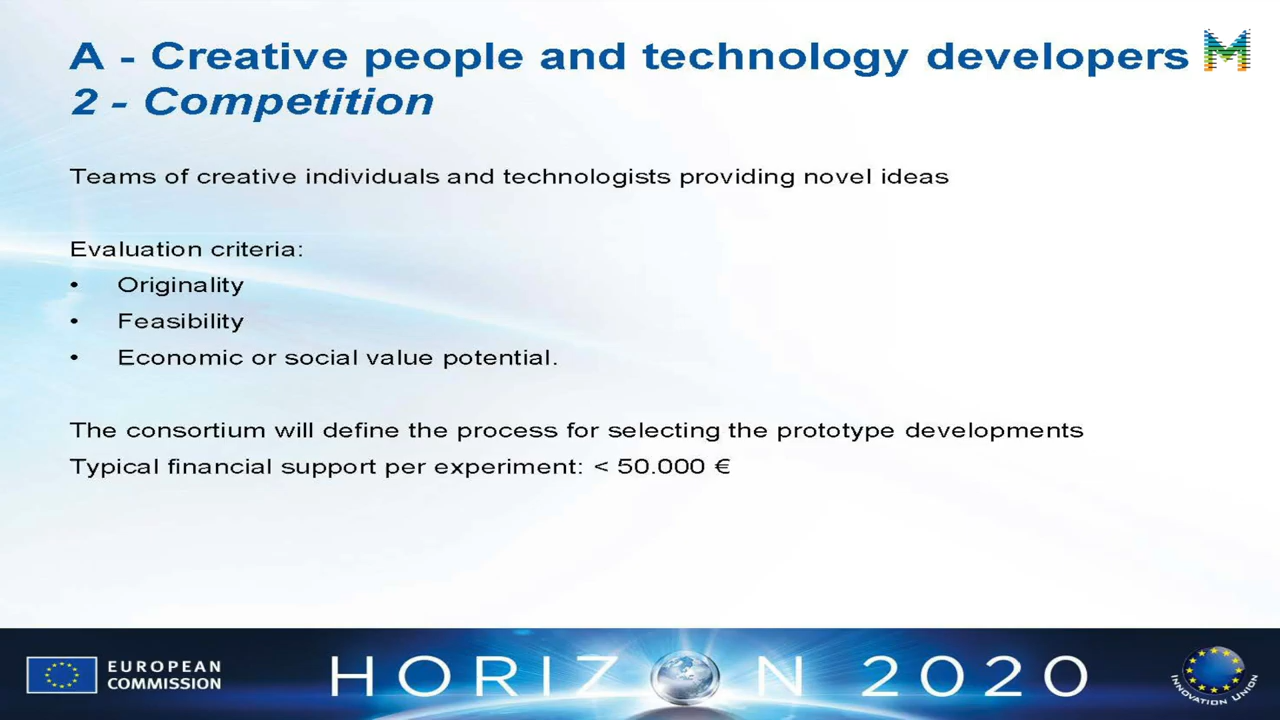 A - Creative people and technology developers
2 - Competition
Teams of creative individuals and technologists providing novel ideas
Evaluation criteria:
• Originality
• Feasibility
• Economic or social value potential.
The consortium will define the process for selecting the prototype developments
Typical financial support per experiment: < 50.000 €
EUROPEAN
COMMISSION
HORIZON 2020
INNOVATION UNION